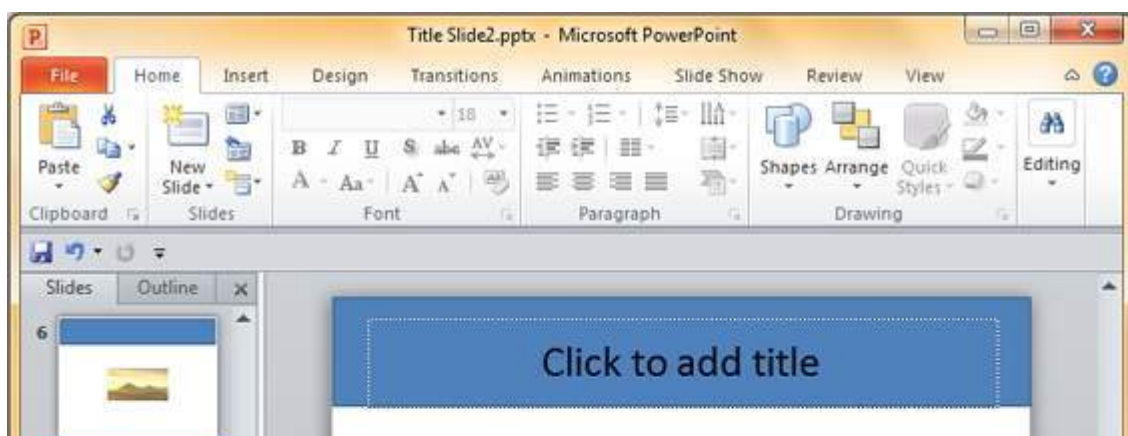 P Title Slide2.pptx - Microsoft PowerPoint
File Home Insert Design Transitions Animations Slide Show Review View
18
B I U S abc AV
A Aa A A
Paste New Slide Shapes Arrange Quick Styles Editing
Clipboard Slides Font Paragraph Drawing
Slides Outline
6
Click to add title